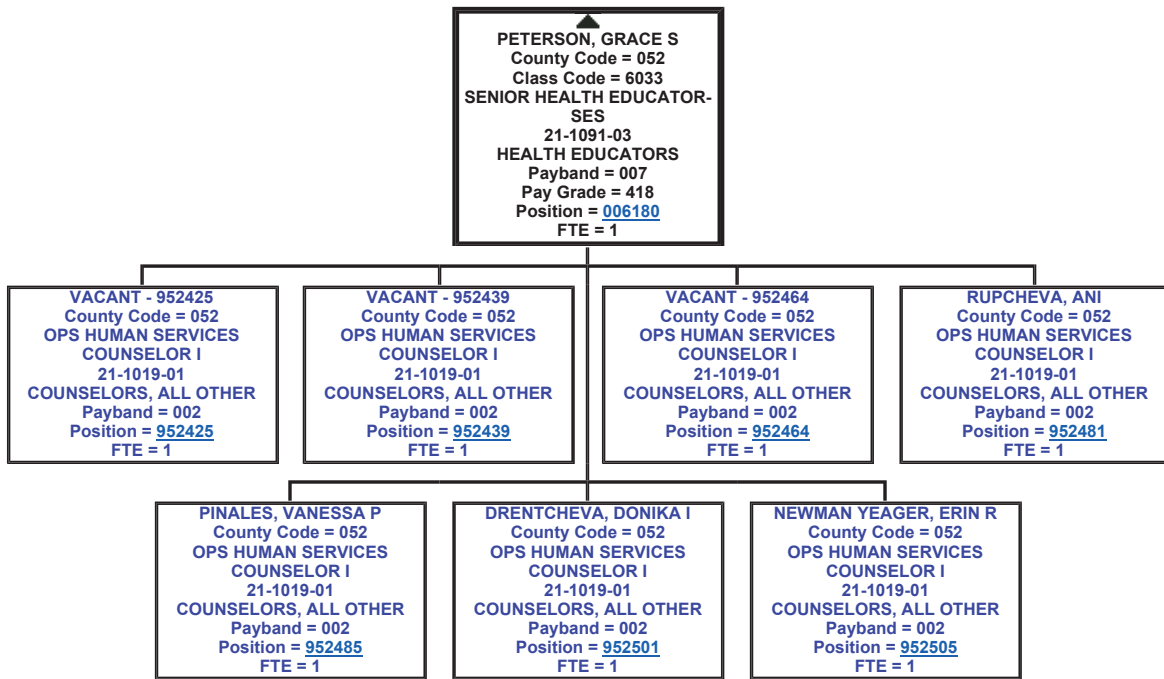 PETERSON, GRACE S
County Code = 052
Class Code = 6033
SENIOR HEALTH EDUCATOR-
SES
21-1091-03
HEALTH EDUCATORS
Payband = 007
Pay Grade = 418
Position = 006180
FTE = 1
VACANT - 952425
County Code = 052
OPS HUMAN SERVICES
COUNSELOR I
21-1019-01
COUNSELORS, ALL OTHER
Payband = 002
Position = 952425
FTE = 1
VACANT - 952439
County Code = 052
OPS HUMAN SERVICES
COUNSELOR I
21-1019-01
COUNSELORS, ALL OTHER
Payband = 002
Position = 952439
FTE = 1
VACANT - 952464
County Code = 052
OPS HUMAN SERVICES
COUNSELOR I
21-1019-01
COUNSELORS, ALL OTHER
Payband = 002
Position = 952464
FTE = 1
RUPCHEVA, ANI
County Code = 052
OPS HUMAN SERVICES
COUNSELOR I
21-1019-01
COUNSELORS, ALL OTHER
Payband = 002
Position = 952481
FTE = 1
PINALES, VANESSA P
County Code = 052
OPS HUMAN SERVICES
COUNSELOR I
21-1019-01
COUNSELORS, ALL OTHER
Payband = 002
Position = 952485
FTE = 1
DRENTCHEVA, DONIKA I
County Code = 052
OPS HUMAN SERVICES
COUNSELOR I
21-1019-01
COUNSELORS, ALL OTHER
Payband = 002
Position = 952501
FTE = 1
NEWMAN YEAGER, ERIN R
County Code = 052
OPS HUMAN SERVICES
COUNSELOR I
21-1019-01
COUNSELORS, ALL OTHER
Payband = 002
Position = 952505
FTE = 1